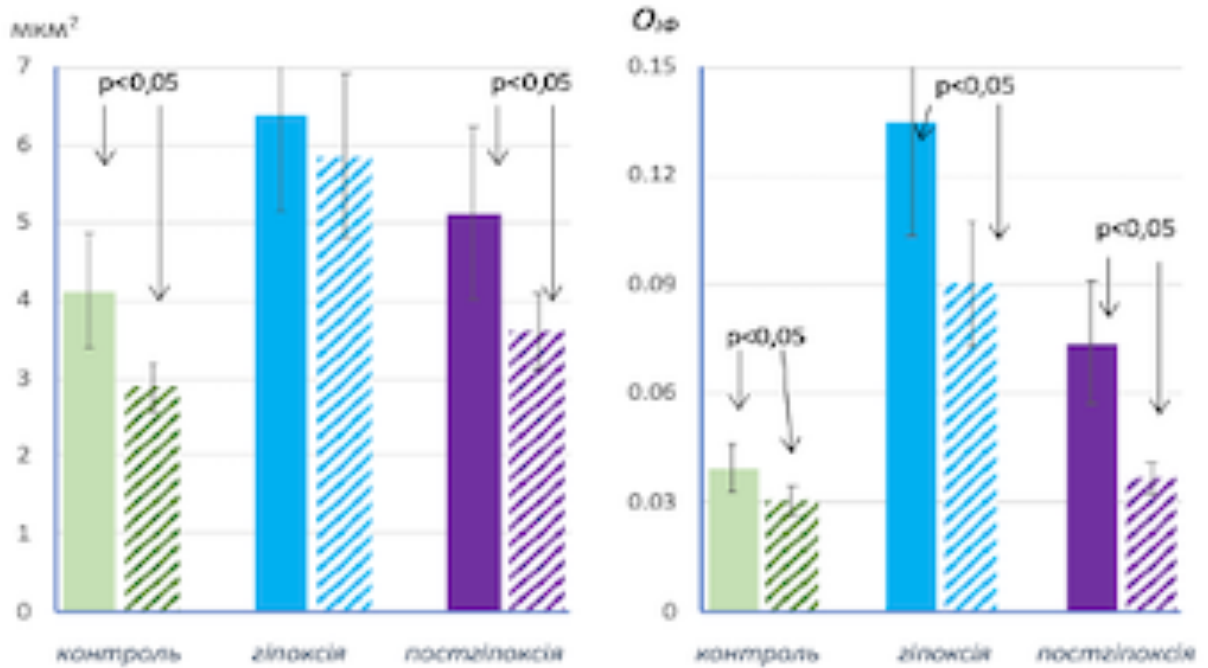 мкм²
7
6
5
4
3
2
1
0
p<0,05
p<0,05
контроль
гіпоксія
постгіпоксія
0.15
0.12
0.09
0.06
0.03
0
p<0,05
p<0,05
p<0,05
контроль
гіпоксія
постгіпоксія